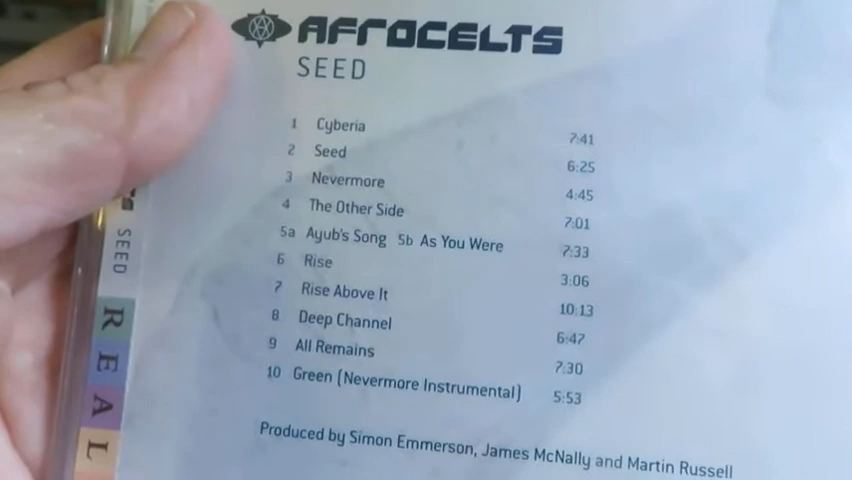 AFROCELTS
SEED
1 Cyberia 7:41
2 Seed 6:25
3 Nevermore 4:45
4 The Other Side 7:01
5a Ayub's Song 5b As You Were 7:33
6 Rise 3:06
7 Rise Above It 10:13
8 Deep Channel 6:47
9 All Remains 7:30
10 Green (Nevermore Instrumental) 5:53
Produced by Simon Emmerson, James McNally and Martin Russell
SEED
REAL